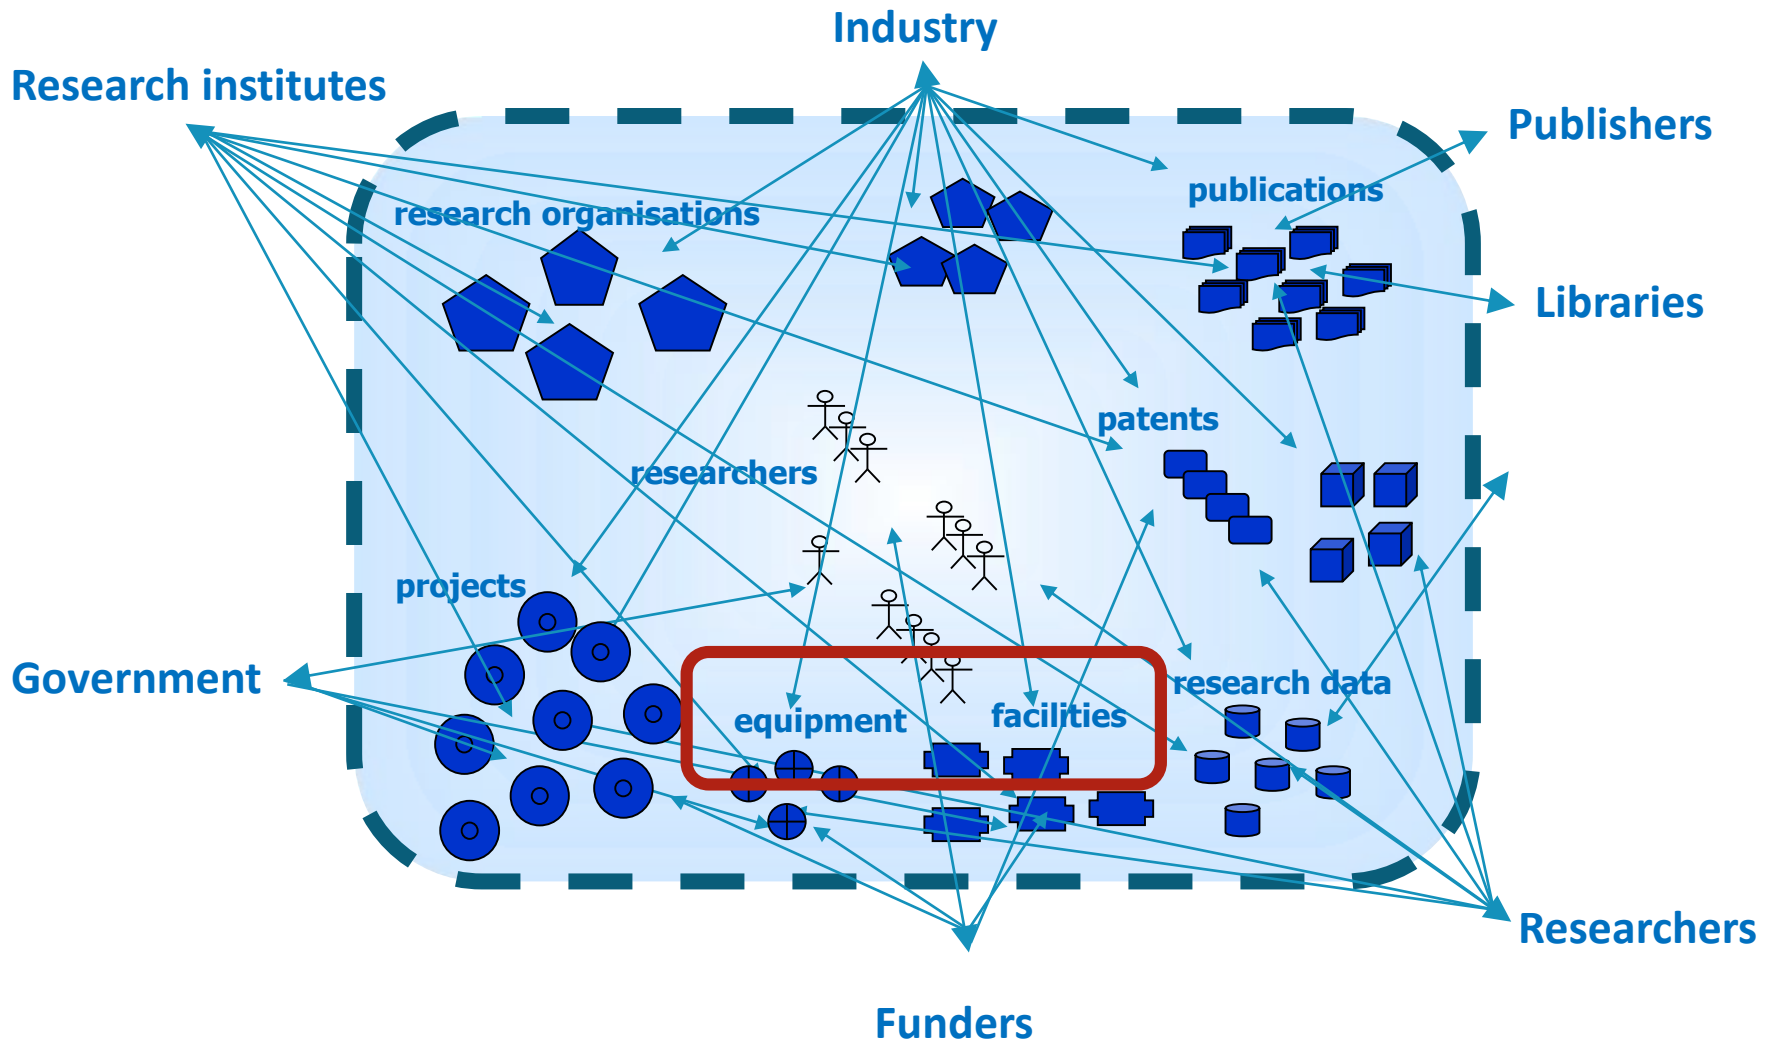 Industry
Research institutes
Publishers
publications
research organisations
Libraries
patents
researchers
projects
Government
research data
equipment
facilities
Researchers
Funders